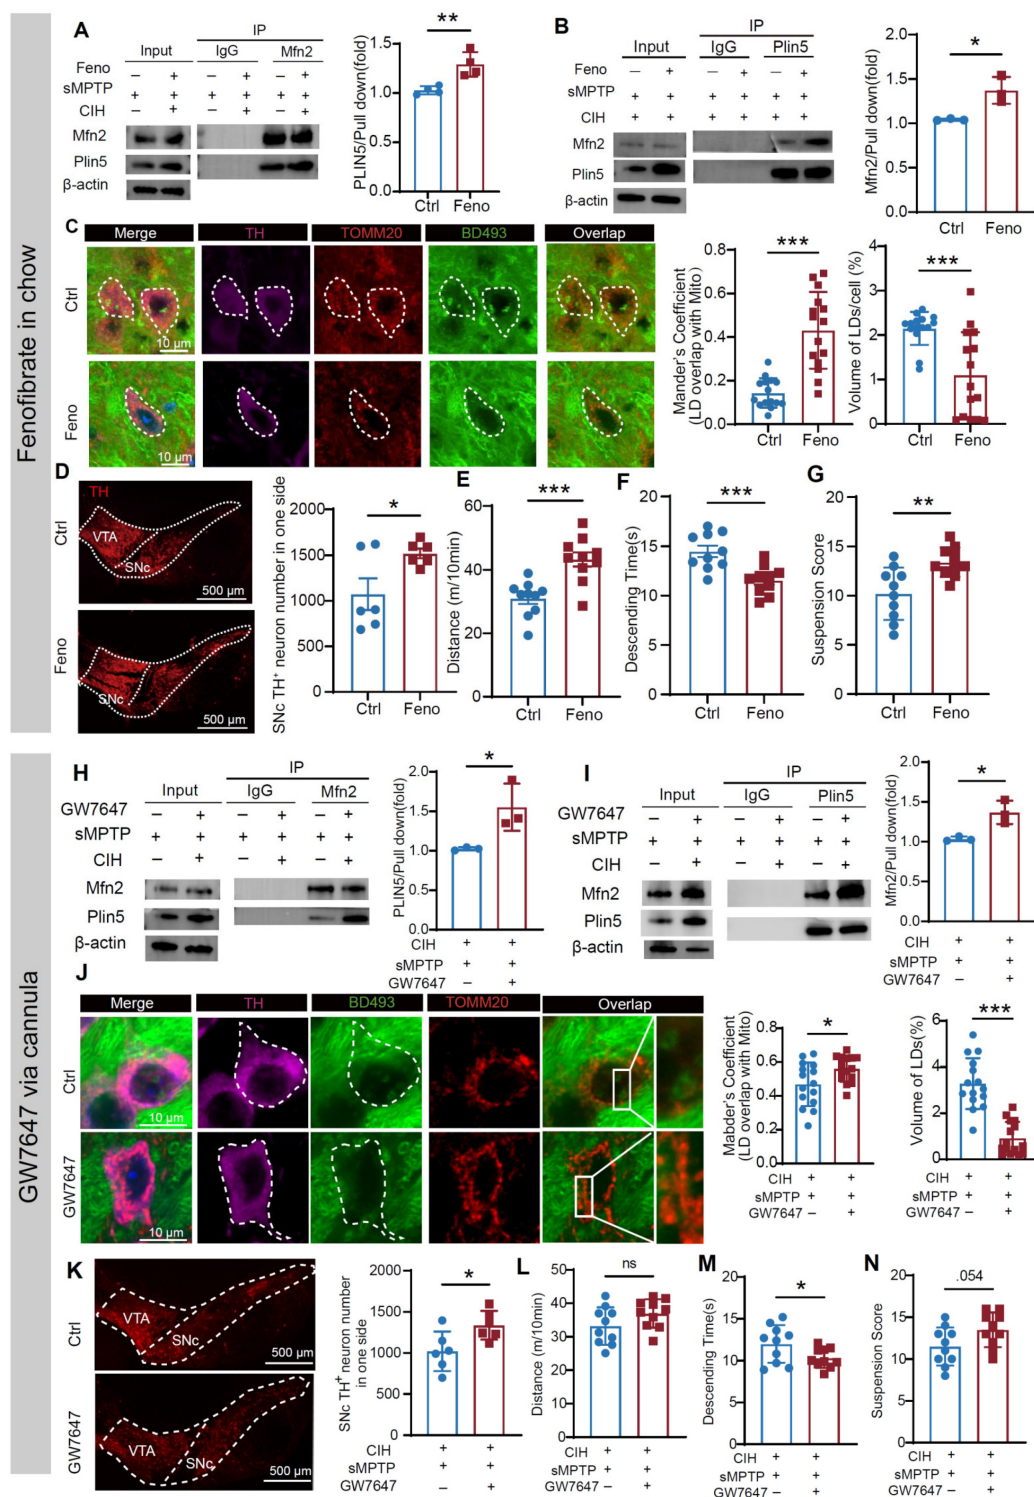 Fenofibrate in chow
A
IP
Input IgG Mfn2
Feno – + – + – +
sMPTP + + + + + +
CIH – + – + – +
Mfn2
Plin5
β-actin
PLIN5/Pull down(fold)
**
1.5
1.0
0.5
0.0
Ctrl Feno
B
IP
Input IgG Plin5
Feno — + — + — +
sMPTP + + + + + +
CIH + + + + + +
Mfn2
Plin5
β-actin
Mfn2/Pull down(fold)
*
2.0
1.5
1.0
0.5
0.0
Ctrl Feno
C
Merge TH TOMM20 BD493 Overlap
Ctrl
10 µm
Feno
10 µm
Mander's Coefficient
(LD overlap with Mito)
***
0.8
0.6
0.4
0.2
0.0
Ctrl Feno
Volume of LDs/cell (%)
***
4
3
2
1
0
Ctrl Feno
D
TH
Ctrl
VTA
SNc
500 µm
Feno
SNc
500 µm
SNc TH+ neuron number in one side
*
2000
1500
1000
500
0
Ctrl Feno
E
Distance (m/10min)
***
60
40
20
0
Ctrl Feno
F
Descending Time(s)
***
20
15
10
5
0
Ctrl Feno
G
Suspension Score
**
20
15
10
5
0
Ctrl Feno
GW7647 via cannula
H
IP
Input IgG Mfn2
GW7647 – + – + – +
sMPTP + + + + + +
CIH – + – + – +
Mfn2
Plin5
β-actin
PLIN5/Pull down(fold)
*
2.0
1.5
1.0
0.5
0.0
CIH + +
sMPTP + +
GW7647 – +
I
IP
Input IgG Plin5
GW7647 – + – + – +
sMPTP + + + + + +
CIH – + – + – +
Mfn2
Plin5
β-actin
Mfn2/Pull down(fold)
*
2.0
1.5
1.0
0.5
0.0
CIH + +
sMPTP + +
GW7647 – +
J
Merge TH BD493 TOMM20 Overlap
Ctrl
10 µm
GW7647
10 µm
Mabder's Coefficient
(LD overlap with Mito)
*
0.8
0.6
0.4
0.2
0.0
CIH + +
sMPTP + +
GW7647 – +
Volume of LDs(%)
***
6
4
2
0
CIH + +
sMPTP + +
GW7647 – +
K
Ctrl
VTA
SNc
500 µm
GW7647
VTA
SNc
500 µm
SNc TH+ neuron number
in one side
*
2000
1500
1000
500
0
CIH + +
sMPTP + +
GW7647 – +
L
Distance (m/10min)
ns
50
40
30
20
10
0
CIH + +
sMPTP + +
GW7647 – +
M
Descending Time(s)
*
20
15
10
5
0
CIH + +
sMPTP + +
GW7647 – +
N
Suspension Score
.054
20
15
10
5
0
CIH + +
sMPTP + +
GW7647 – +